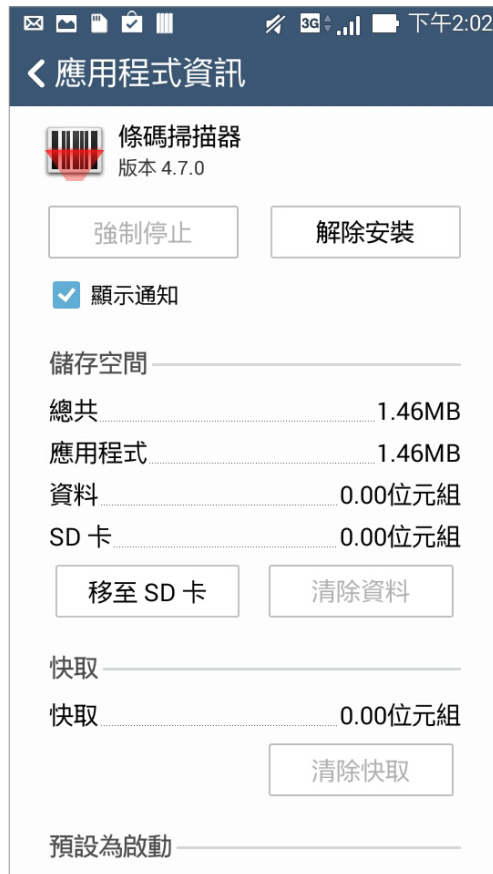 3G 下午2:02
應用程式資訊
條碼掃描器
版本 4.7.0
強制停止 解除安裝
顯示通知
儲存空間
總共 1.46MB
應用程式 1.46MB
資料 0.00位元組
SD 卡 0.00位元組
移至 SD 卡 清除資料
快取
快取 0.00位元組
清除快取
預設為啟動